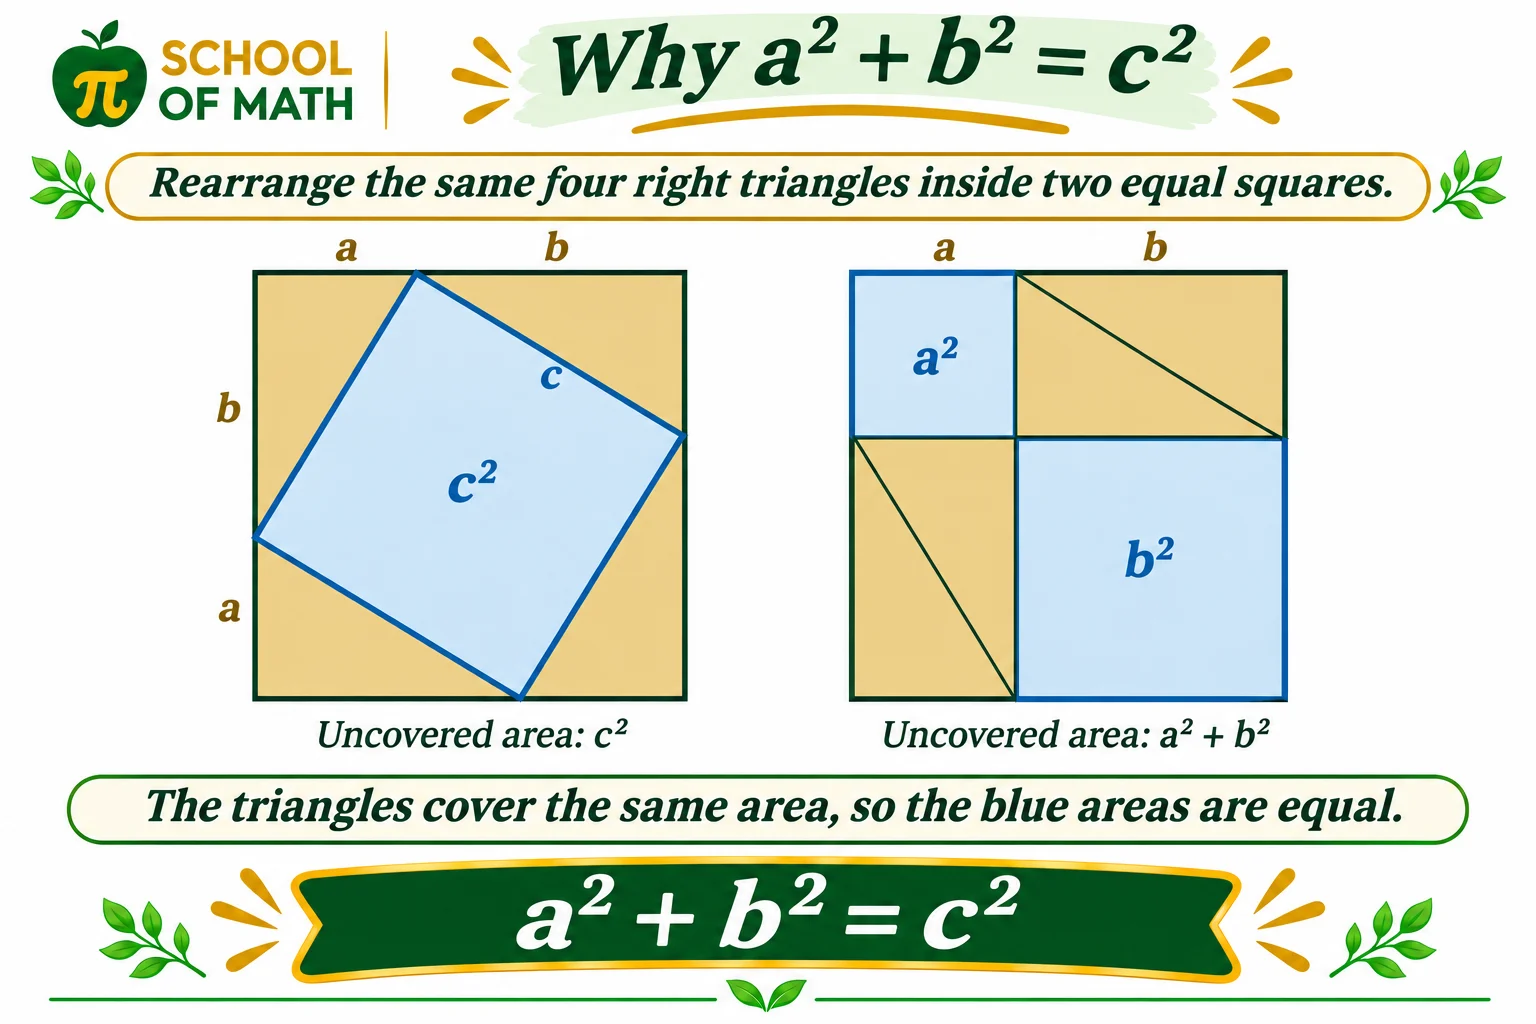 π
SCHOOL
OF MATH
Why a² + b² = c²
Rearrange the same four right triangles inside two equal squares.
a b
b
a
c
c²
Uncovered area: c²
a b
a²
b²
Uncovered area: a² + b²
The triangles cover the same area, so the blue areas are equal.
a² + b² = c²